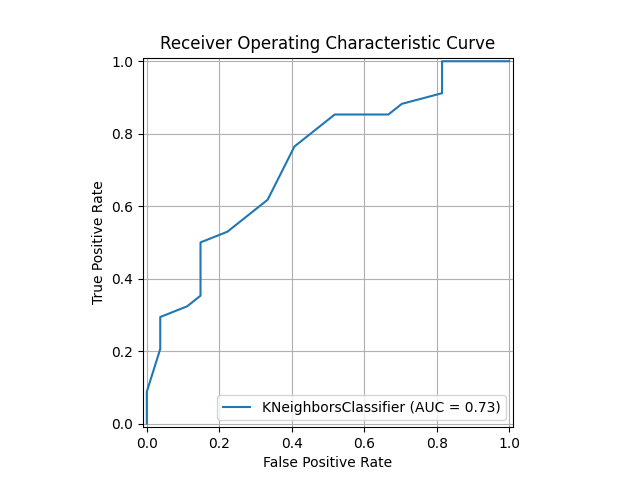 Receiver Operating Characteristic Curve
1.0
0.8
0.6
0.4
0.2
0.0
True Positive Rate
KNeighborsClassifier (AUC = 0.73)
0.0 0.2 0.4 0.6 0.8 1.0
False Positive Rate